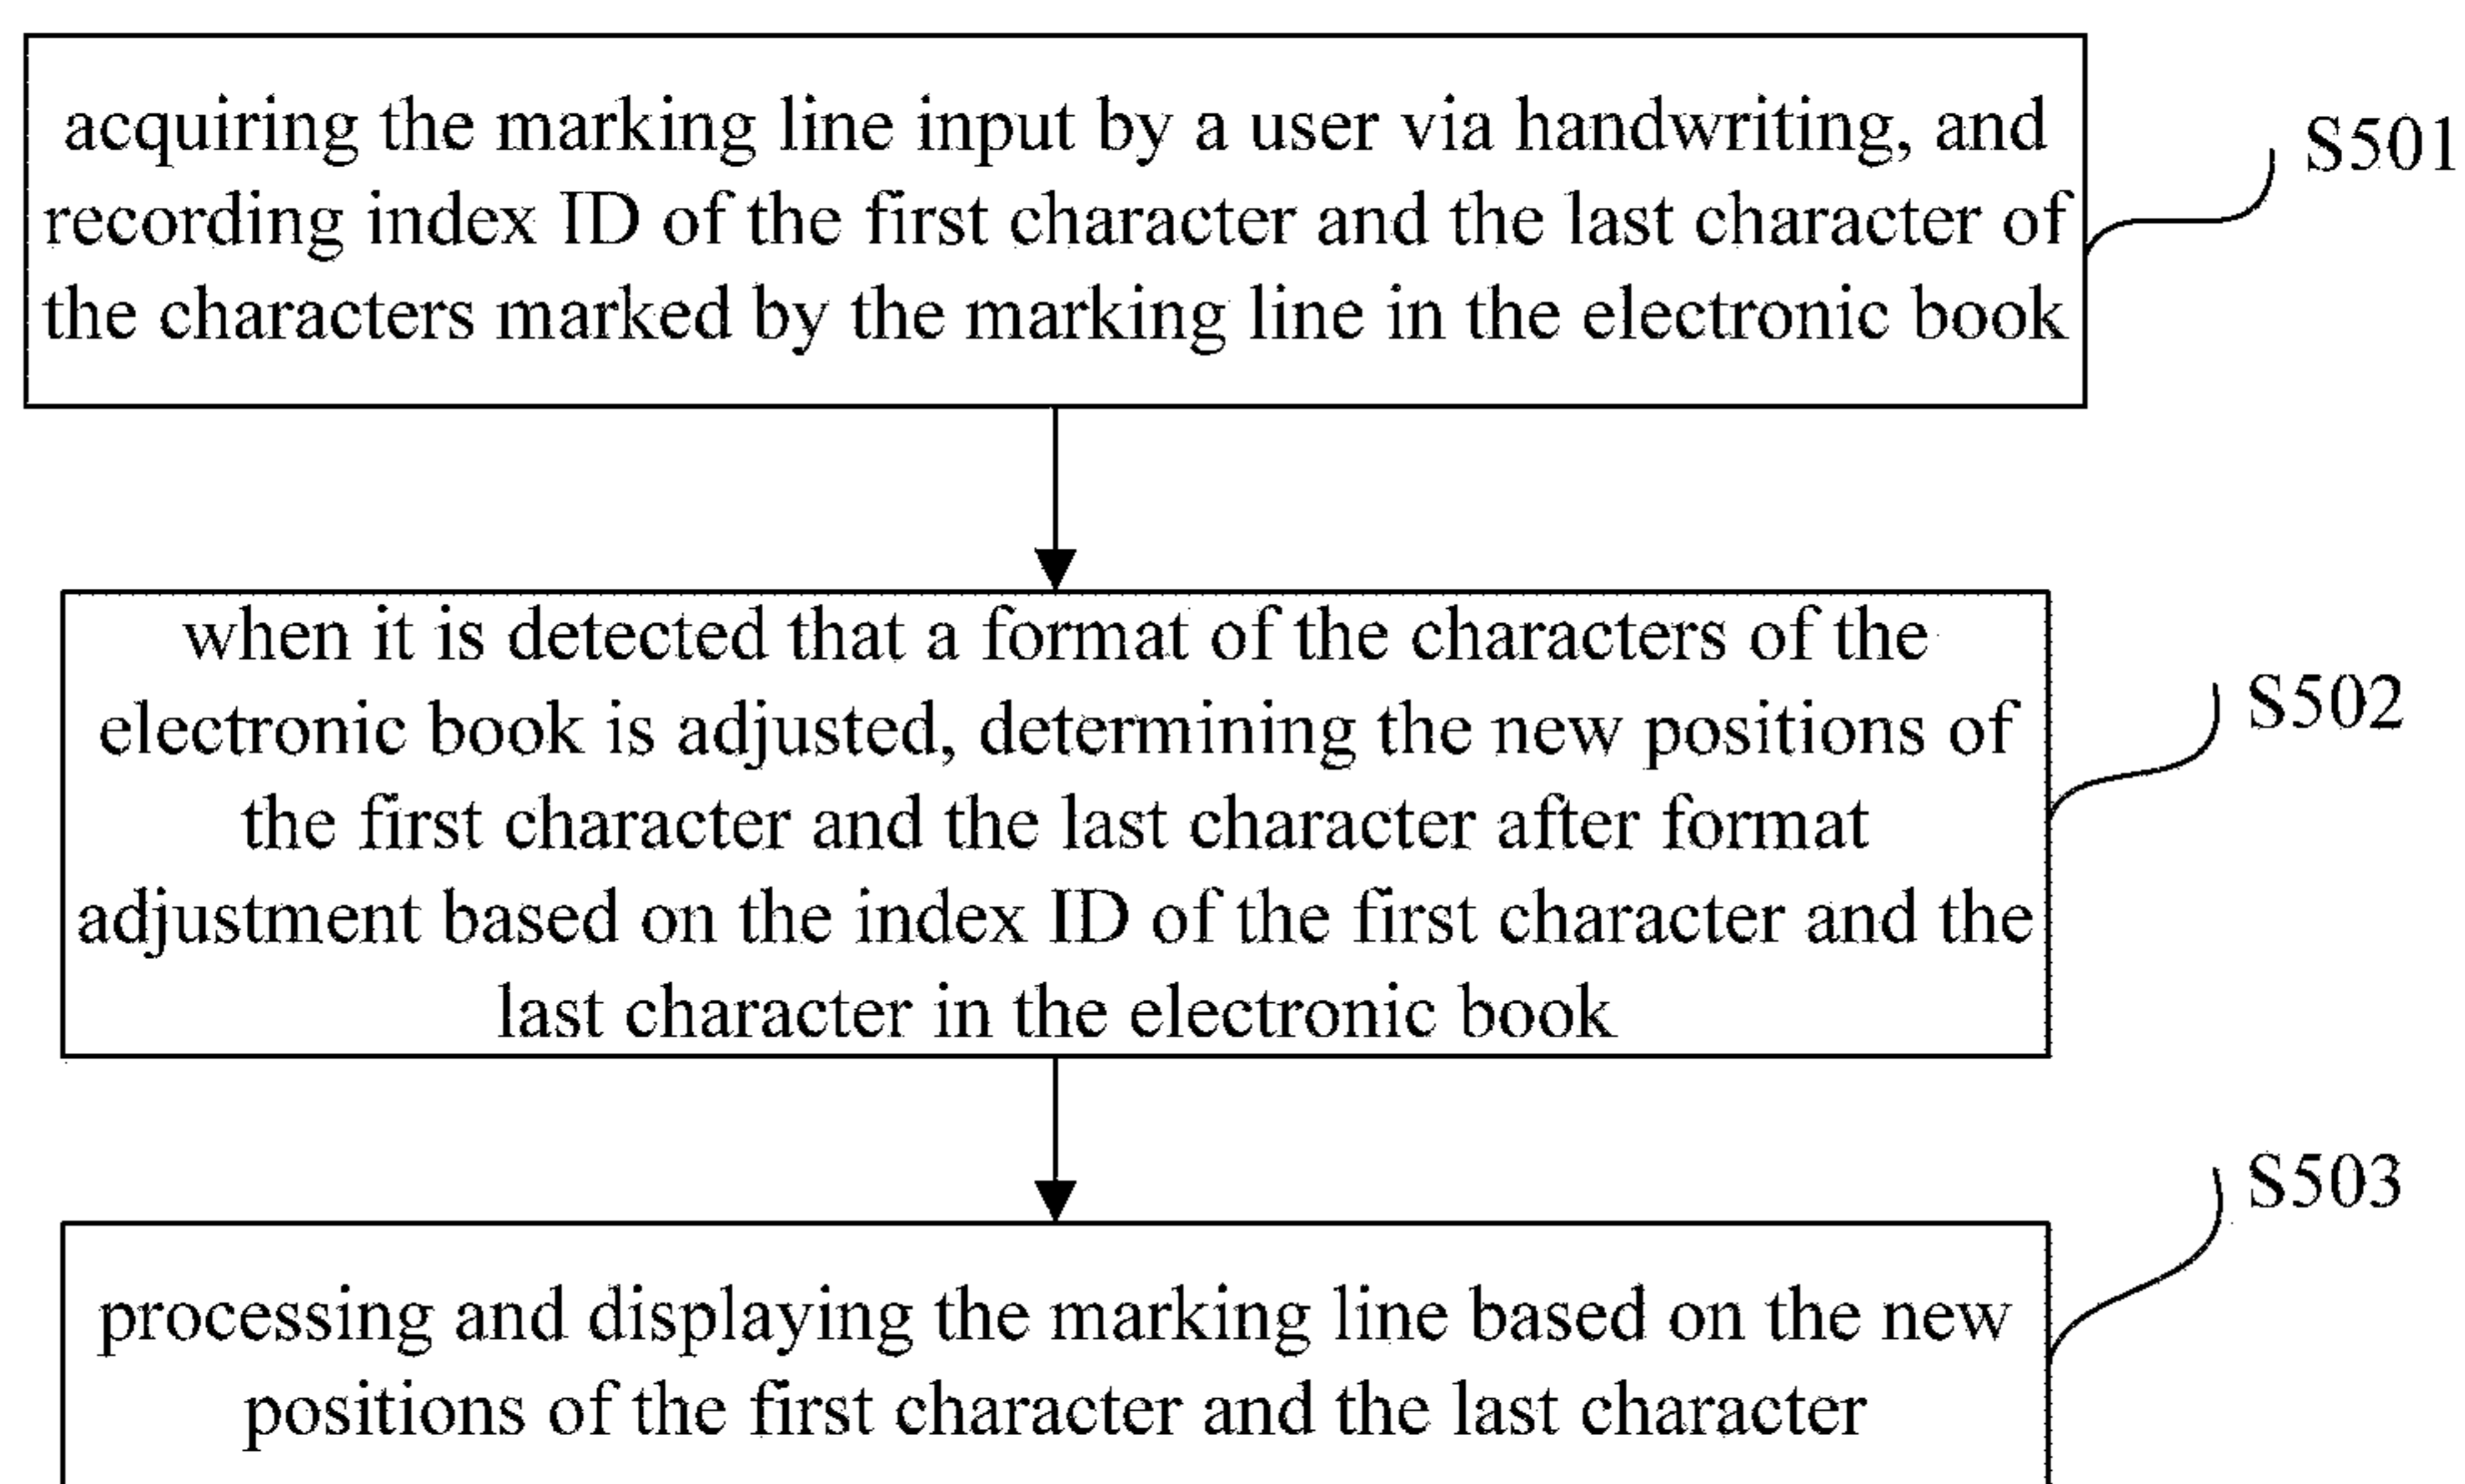 acquiring the marking line input by a user via handwriting, and
recording index ID of the first character and the last character of
the characters marked by the marking line in the electronic book
S501
when it is detected that a format of the characters of the
electronic book is adjusted, determining the new positions of
the first character and the last character after format
adjustment based on the index ID of the first character and the
last character in the electronic book
S502
processing and displaying the marking line based on the new
positions of the first character and the last character
S503